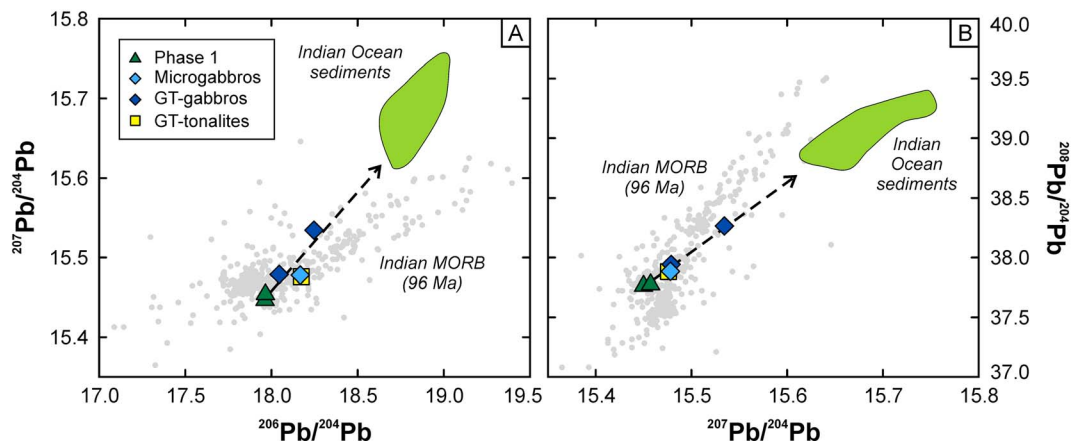 15.8
15.7
15.6
15.5
15.4
²⁰⁷Pb/²⁰⁴Pb
A
Phase 1
Microgabbros
GT-gabbros
GT-tonalites
Indian Ocean
sediments
Indian MORB
(96 Ma)
17.0
17.5
18.0
18.5
19.0
19.5
²⁰⁶Pb/²⁰⁴Pb
B
Indian MORB
(96 Ma)
Indian
Ocean
sediments
40.0
39.5
39.0
38.5
38.0
37.5
37.0
²⁰⁸Pb/²⁰⁴Pb
15.4
15.5
15.6
15.7
15.8
²⁰⁷Pb/²⁰⁴Pb